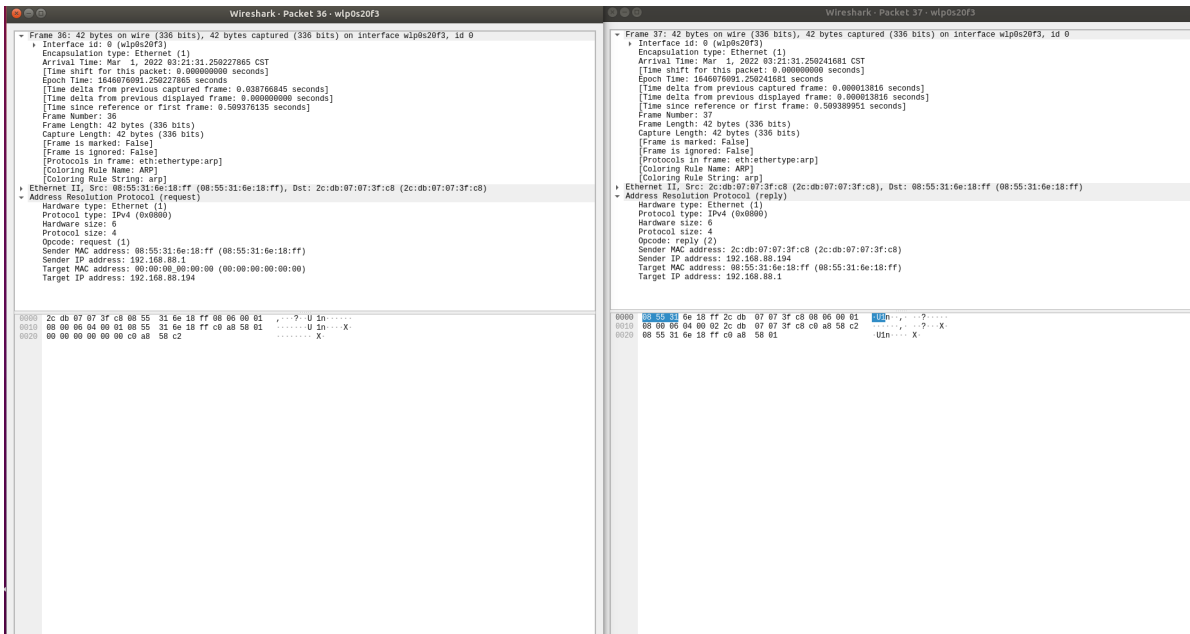 Wireshark · Packet 36 · wlp0s20f3
Frame 36: 42 bytes on wire (336 bits), 42 bytes captured (336 bits) on interface wlp0s20f3, id 0
Interface id: 0 (wlp0s20f3)
Encapsulation type: Ethernet (1)
Arrival Time: Mar  1, 2022 03:21:31.250227865 CST
[Time shift for this packet: 0.000000000 seconds]
Epoch Time: 1646076091.250227865 seconds
[Time delta from previous captured frame: 0.038766845 seconds]
[Time delta from previous displayed frame: 0.000000000 seconds]
[Time since reference or first frame: 0.509376135 seconds]
Frame Number: 36
Frame Length: 42 bytes (336 bits)
Capture Length: 42 bytes (336 bits)
[Frame is marked: False]
[Frame is ignored: False]
[Protocols in frame: eth:ethertype:arp]
[Coloring Rule Name: ARP]
[Coloring Rule String: arp]
Ethernet II, Src: 08:55:31:6e:18:ff (08:55:31:6e:18:ff), Dst: 2c:db:07:07:3f:c8 (2c:db:07:07:3f:c8)
Address Resolution Protocol (request)
Hardware type: Ethernet (1)
Protocol type: IPv4 (0x0800)
Hardware size: 6
Protocol size: 4
Opcode: request (1)
Sender MAC address: 08:55:31:6e:18:ff (08:55:31:6e:18:ff)
Sender IP address: 192.168.88.1
Target MAC address: 00:00:00_00:00:00 (00:00:00:00:00:00)
Target IP address: 192.168.88.194
0000 2c db 07 07 3f c8 08 55 31 6e 18 ff 08 06 00 01 ,···?··U 1n······
0010 08 00 06 04 00 01 08 55 31 6e 18 ff c0 a8 58 01 ·······U 1n····X·
0020 00 00 00 00 00 00 c0 a8 58 c2 ········ X·
Wireshark · Packet 37 · wlp0s20f3
Frame 37: 42 bytes on wire (336 bits), 42 bytes captured (336 bits) on interface wlp0s20f3, id 0
Interface id: 0 (wlp0s20f3)
Encapsulation type: Ethernet (1)
Arrival Time: Mar  1, 2022 03:21:31.250241681 CST
[Time shift for this packet: 0.000000000 seconds]
Epoch Time: 1646076091.250241681 seconds
[Time delta from previous captured frame: 0.000013816 seconds]
[Time delta from previous displayed frame: 0.000013816 seconds]
[Time since reference or first frame: 0.509389951 seconds]
Frame Number: 37
Frame Length: 42 bytes (336 bits)
Capture Length: 42 bytes (336 bits)
[Frame is marked: False]
[Frame is ignored: False]
[Protocols in frame: eth:ethertype:arp]
[Coloring Rule Name: ARP]
[Coloring Rule String: arp]
Ethernet II, Src: 2c:db:07:07:3f:c8 (2c:db:07:07:3f:c8), Dst: 08:55:31:6e:18:ff (08:55:31:6e:18:ff)
Address Resolution Protocol (reply)
Hardware type: Ethernet (1)
Protocol type: IPv4 (0x0800)
Hardware size: 6
Protocol size: 4
Opcode: reply (2)
Sender MAC address: 2c:db:07:07:3f:c8 (2c:db:07:07:3f:c8)
Sender IP address: 192.168.88.194
Target MAC address: 08:55:31:6e:18:ff (08:55:31:6e:18:ff)
Target IP address: 192.168.88.1
0000 08 55 31 6e 18 ff 2c db 07 07 3f c8 08 06 00 01 ·U1n··,· ··?·····
0010 08 00 06 04 00 02 2c db 07 07 3f c8 c0 a8 58 c2 ······,· ··?···X·
0020 08 55 31 6e 18 ff c0 a8 58 01 ·U1n···· X·